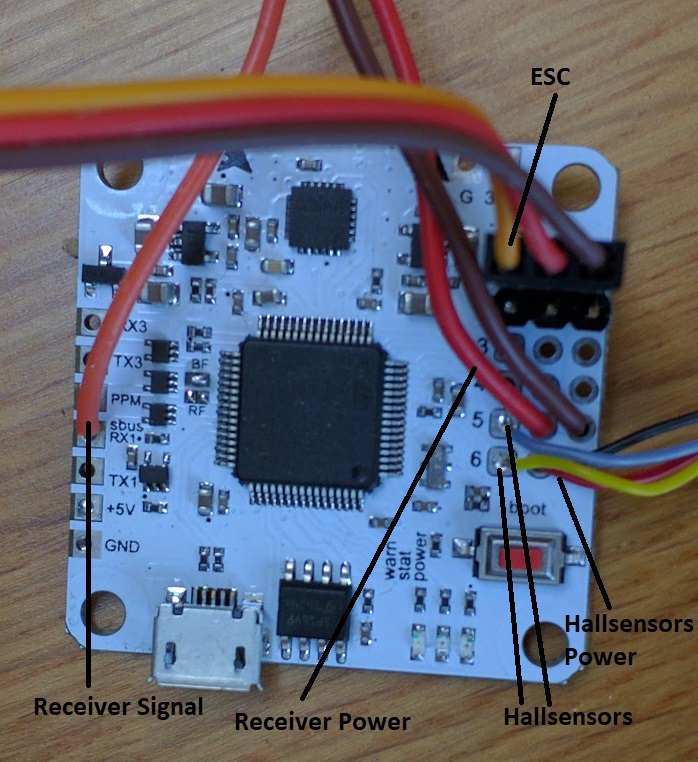 ESC
G 3
RX3
3
TX3
BF
4
PPM
RF
sbus
5
RX1
6
TX1
+5V
boot
GND
warn
stat
power
Hallsensors
Power
Receiver Signal
Receiver Power
Hallsensors